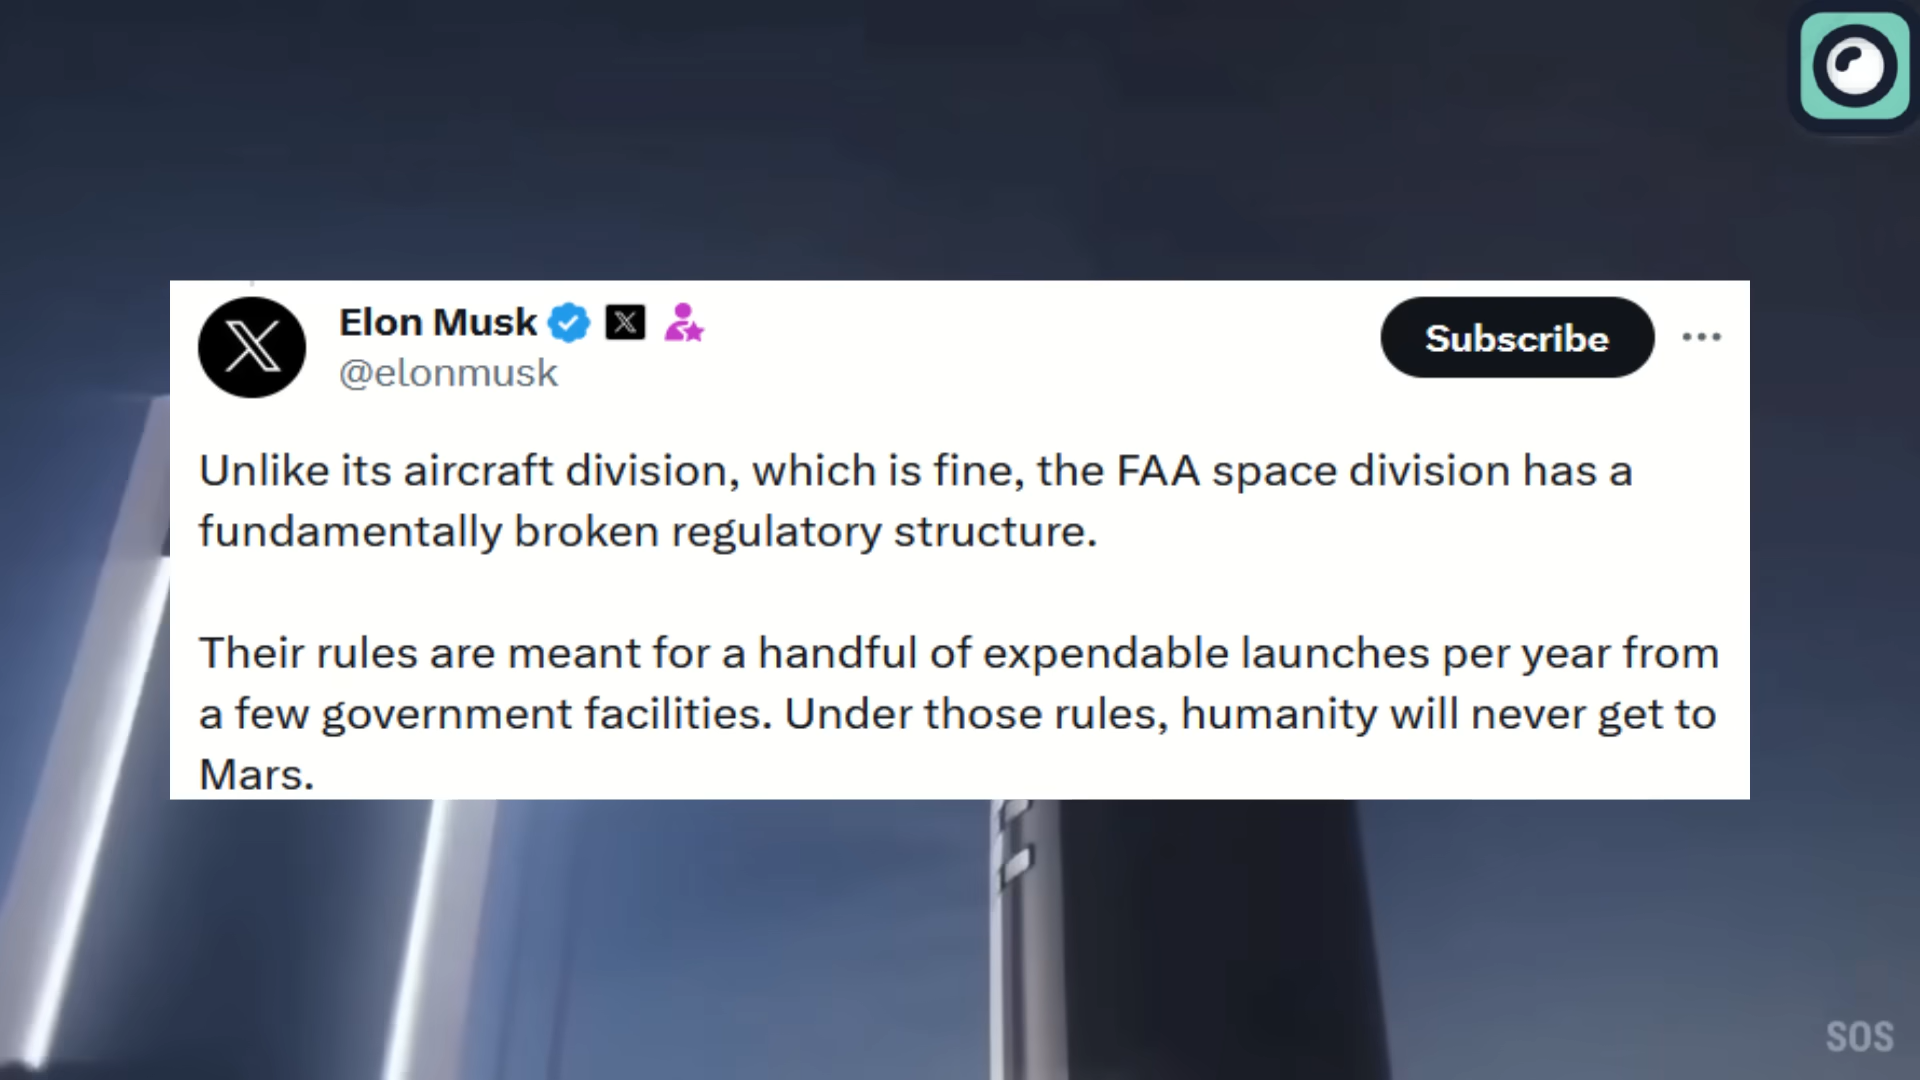 Elon Musk
@elonmusk
Subscribe
Unlike its aircraft division, which is fine, the FAA space division has a
fundamentally broken regulatory structure.
Their rules are meant for a handful of expendable launches per year from
a few government facilities. Under those rules, humanity will never get to
Mars.
SOS